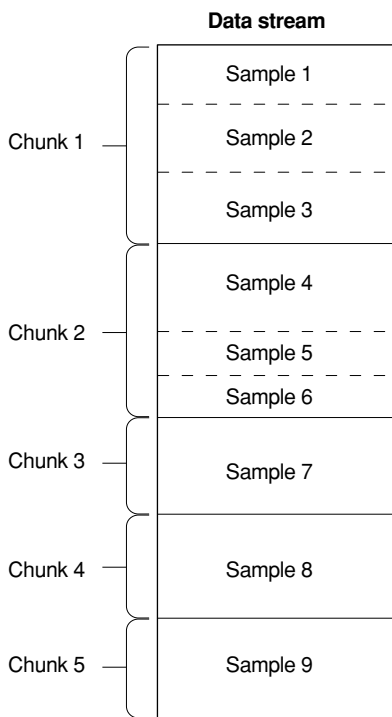 Data stream
Sample 1
Chunk 1
Sample 2
Sample 3
Sample 4
Chunk 2
Sample 5
Sample 6
Chunk 3
Sample 7
Chunk 4
Sample 8
Chunk 5
Sample 9